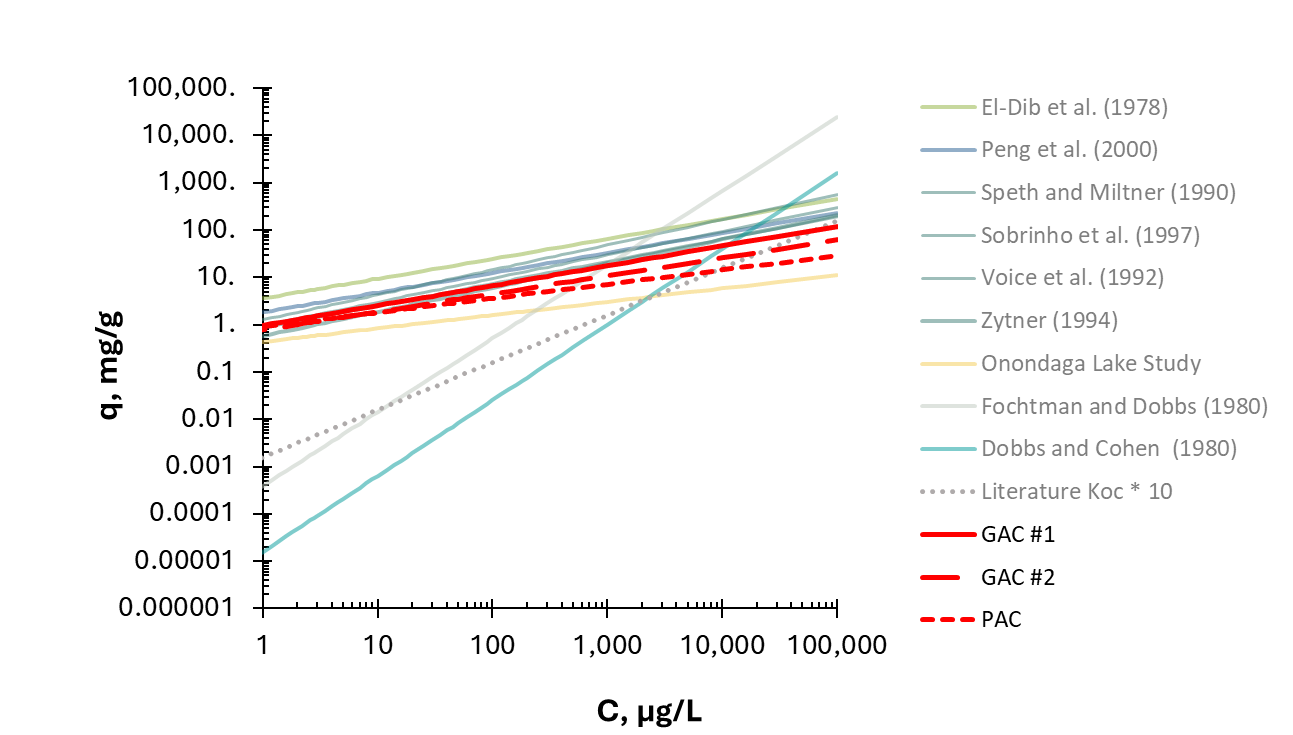 100,000.
10,000.
1,000.
100.
10.
1.
0.1
0.01
0.001
0.0001
0.00001
0.000001
q, mg/g
1 10 100 1,000 10,000 100,000
C, µg/L
El-Dib et al. (1978)
Peng et al. (2000)
Speth and Miltner (1990)
Sobrinho et al. (1997)
Voice et al. (1992)
Zytner (1994)
Onondaga Lake Study
Fochtman and Dobbs (1980)
Dobbs and Cohen  (1980)
Literature Koc * 10
GAC #1
GAC #2
PAC